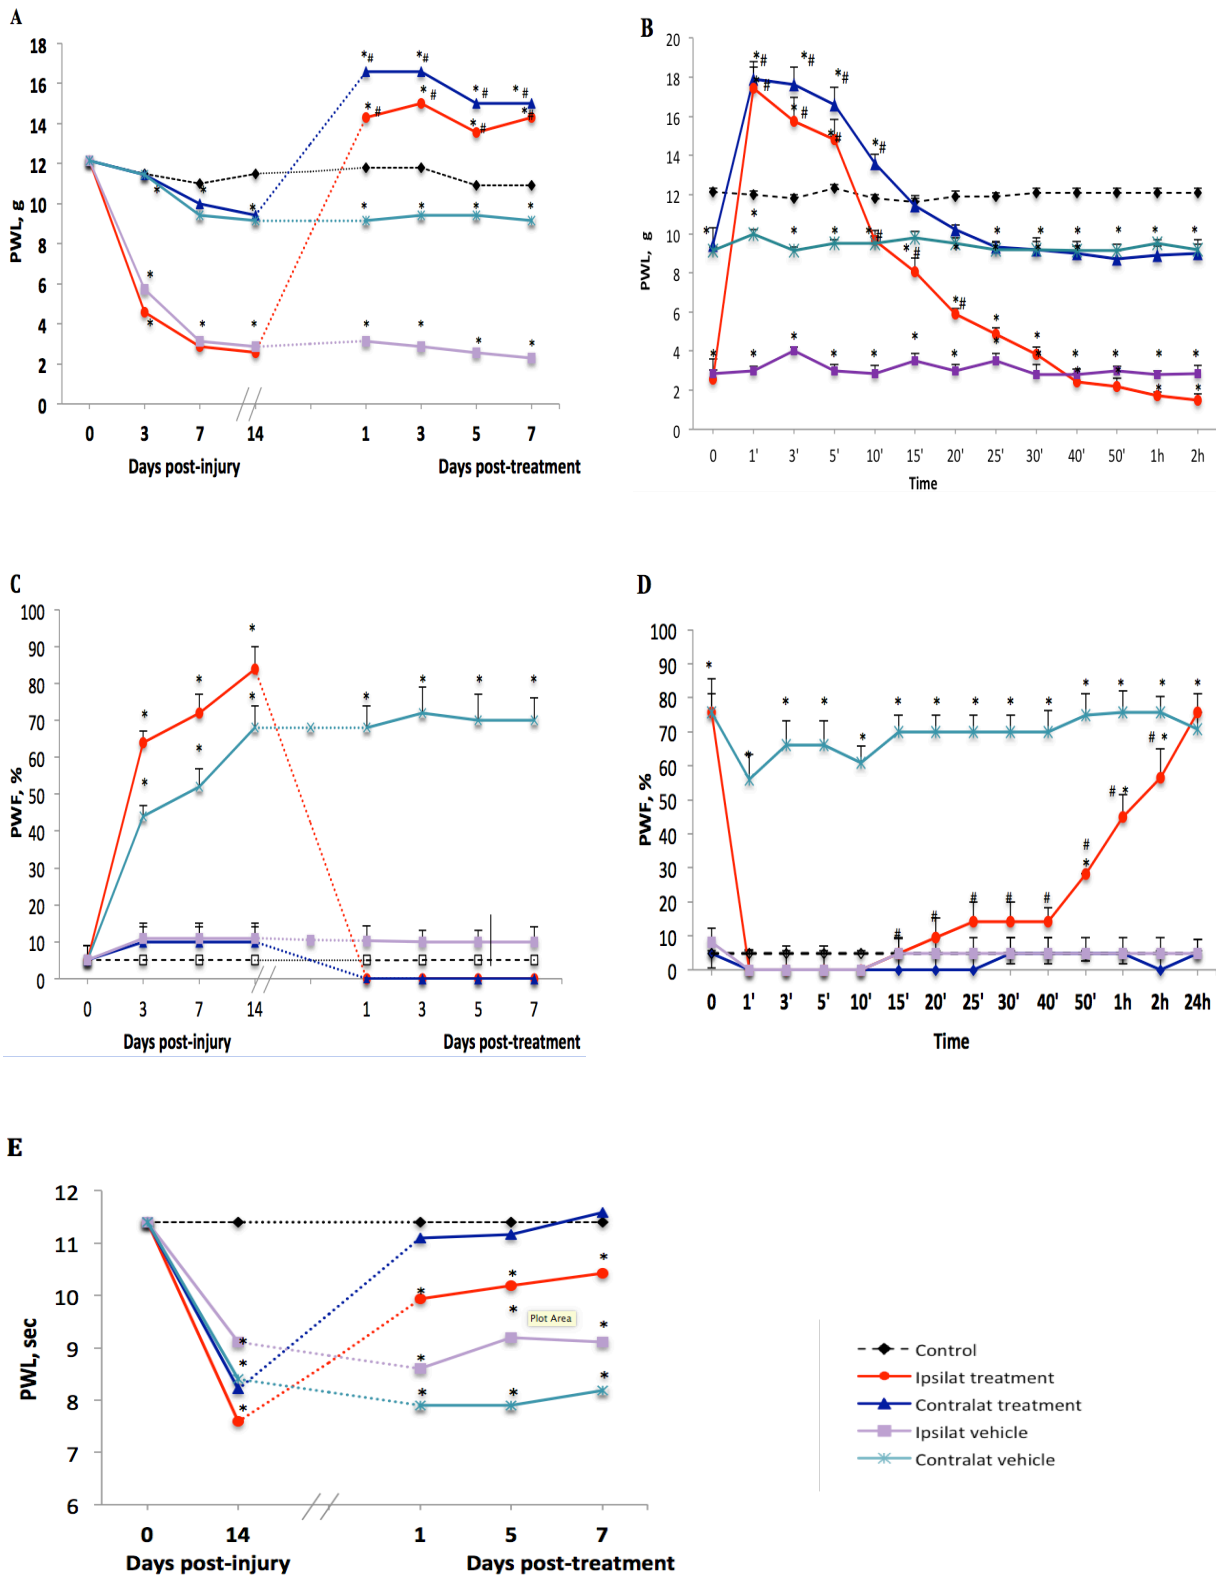 A
18
16
14
12
10
8
6
4
2
0
PWL, g
0 3 7 14 1 3 5 7
Days post-injury Days post-treatment
B
20
18
16
14
12
10
8
6
4
2
0
PWL, g
0 1' 3' 5' 10' 15' 20' 25' 30' 40' 50' 1h 2h
Time
C
100
90
80
70
60
50
40
30
20
10
0
PWF, %
0 3 7 14 1 3 5 7
Days post-injury Days post-treatment
D
100
90
80
70
60
50
40
30
20
10
0
PWF, %
0 1' 3' 5' 10' 15' 20' 25' 30' 40' 50' 1h 2h 24h
Time
E
12
11
10
9
8
7
6
PWL, sec
Plot Area
0 14 1 5 7
Days post-injury Days post-treatment
Control
Ipsilat treatment
Contralat treatment
Ipsilat vehicle
Contralat vehicle